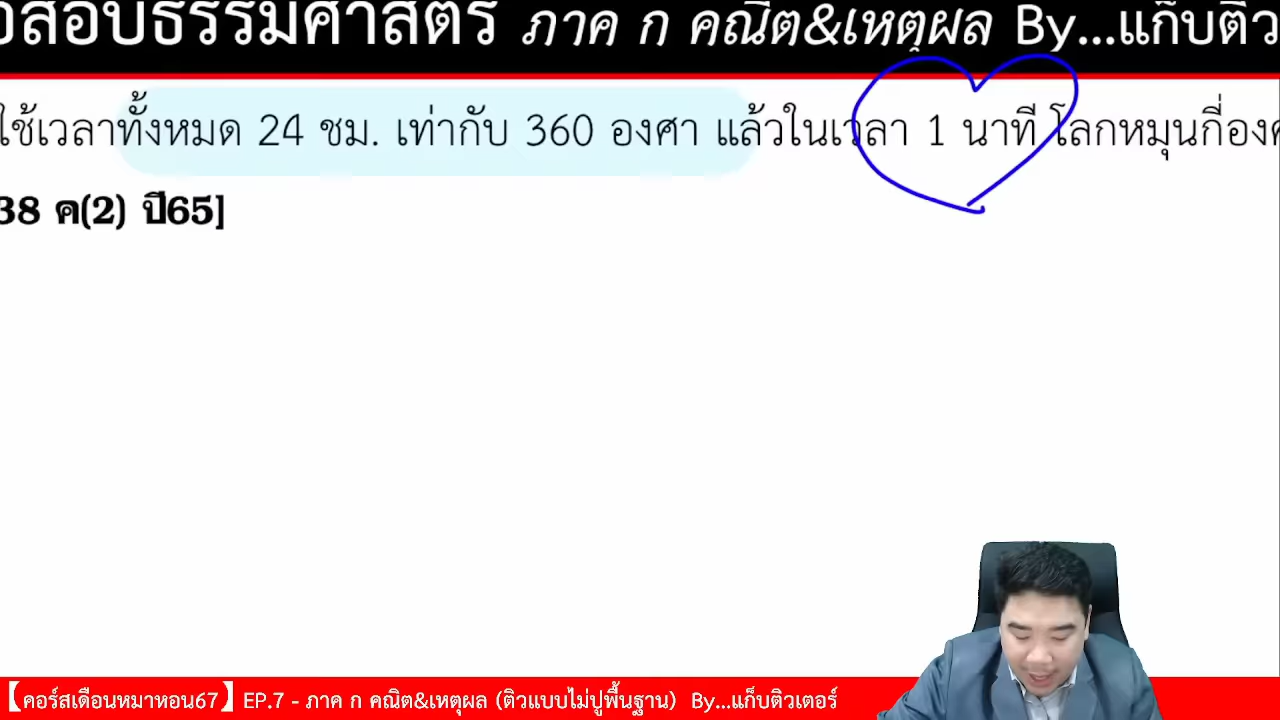 อสอบธรรมศาสตร์ ภาค ก คณิต&เหตุผล By...แก็บติว
ใช้เวลาทั้งหมด 24 ชม. เท่ากับ 360 องศา แล้วในเวลา 1 นาที โลกหมุนกี่องศ
38 ค(2) ปี65]
【คอร์สเดือนหมาหอน67】 EP.7 - ภาค ก คณิต&เหตุผล (ติวแบบไม่ปูพื้นฐาน) By...แก็บติวเตอร์